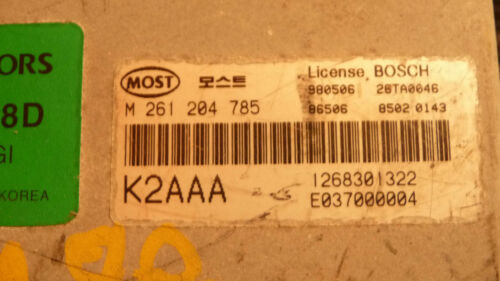 ORS
8D
GI
KOREA
MOST 모스트 License BOSCH
M 261 204 785 980506 28TA0646
86506 8502 0143
K2AAA 1268301322
E037000004